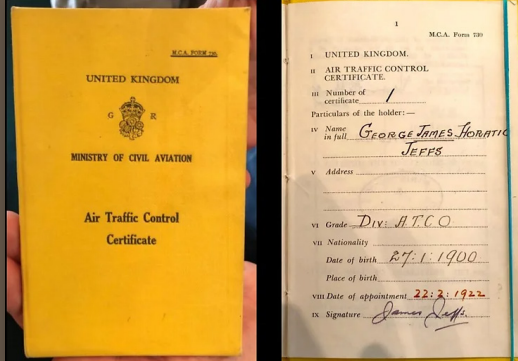 M.C.A. FORM 730.
UNITED KINGDOM
G R
MINISTRY OF CIVIL AVIATION
Air Traffic Control
Certificate
1
M.C.A. Form 730
I UNITED KINGDOM.
II AIR TRAFFIC CONTROL
CERTIFICATE.
III Number of
certificate 1
Particulars of the holder:—
IV Name
in full GEORGE JAMES HORATIO
JEFFS
V Address
VI Grade DIV: A.T.C.O
VII Nationality
Date of birth 27:1:1900
Place of birth
VIII Date of appointment 22:2:1922
IX Signature James Jeffs.